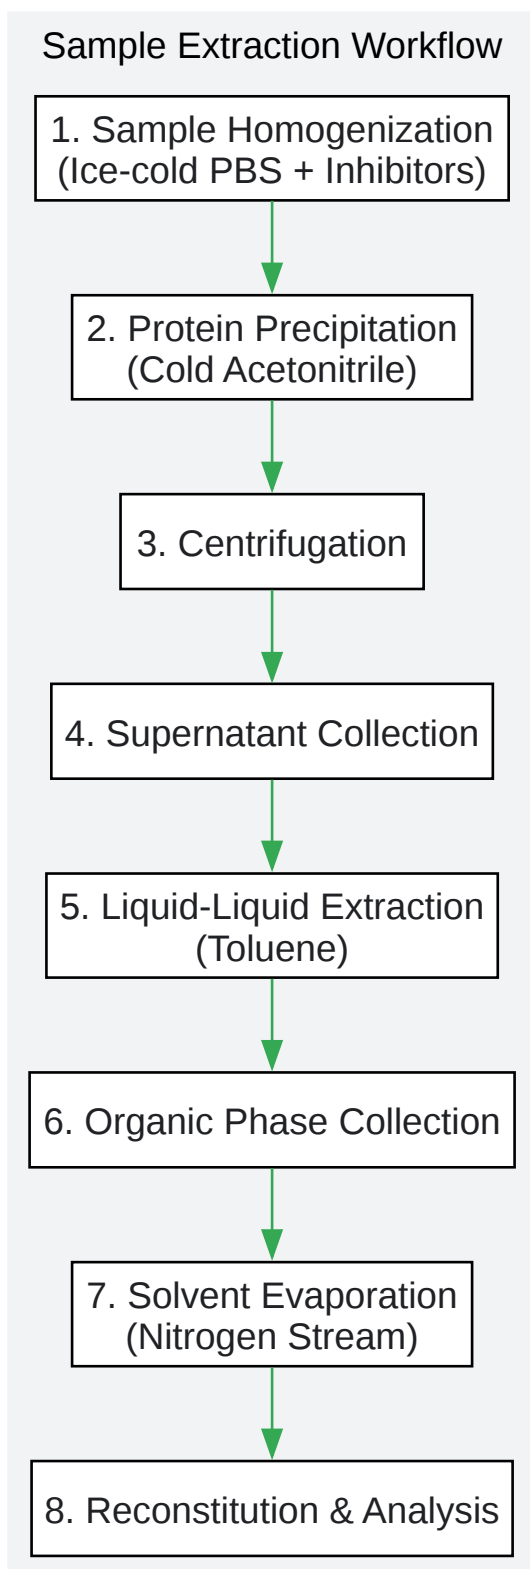 Sample Extraction Workflow
1. Sample Homogenization
(Ice-cold PBS + Inhibitors)
2. Protein Precipitation
(Cold Acetonitrile)
3. Centrifugation
4. Supernatant Collection
5. Liquid-Liquid Extraction
(Toluene)
6. Organic Phase Collection
7. Solvent Evaporation
(Nitrogen Stream)
8. Reconstitution & Analysis